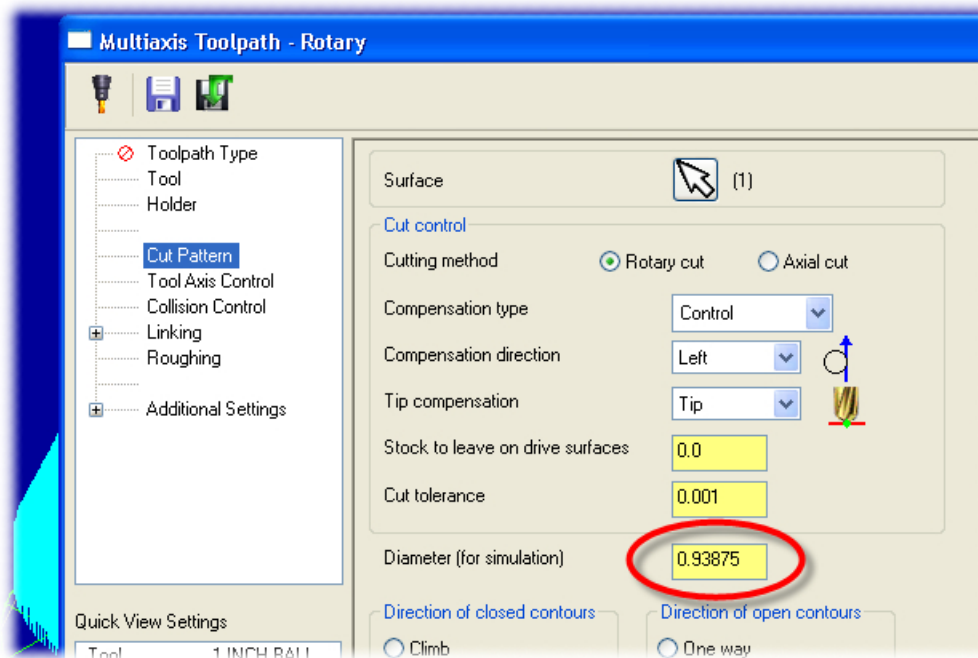 Multiaxis Toolpath - Rotary
Toolpath Type
Tool
Holder
Cut Pattern
Tool Axis Control
Collision Control
Linking
Roughing
Additional Settings
Quick View Settings
Tool 1 INCH BALL
Surface (1)
Cut control
Cutting method Rotary cut Axial cut
Compensation type Control
Compensation direction Left
Tip compensation Tip
Stock to leave on drive surfaces 0.0
Cut tolerance 0.001
Diameter (for simulation) 0.93875
Direction of closed contours Direction of open contours
Climb One way